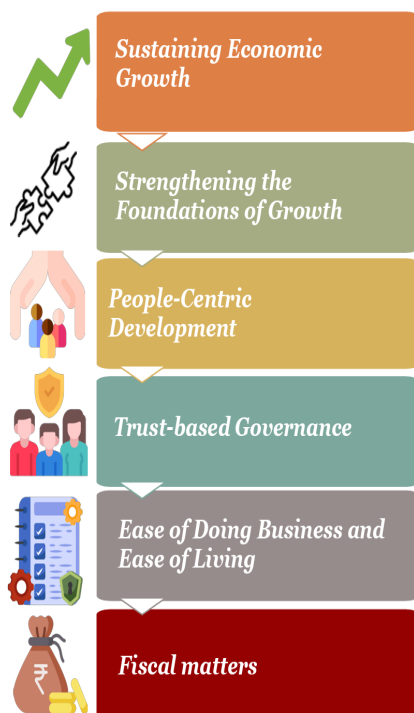 Sustaining Economic
Growth
Strengthening the
Foundations of Growth
People-Centric
Development
Trust-based Governance
Ease of Doing Business and
Ease of Living
Fiscal matters
₹